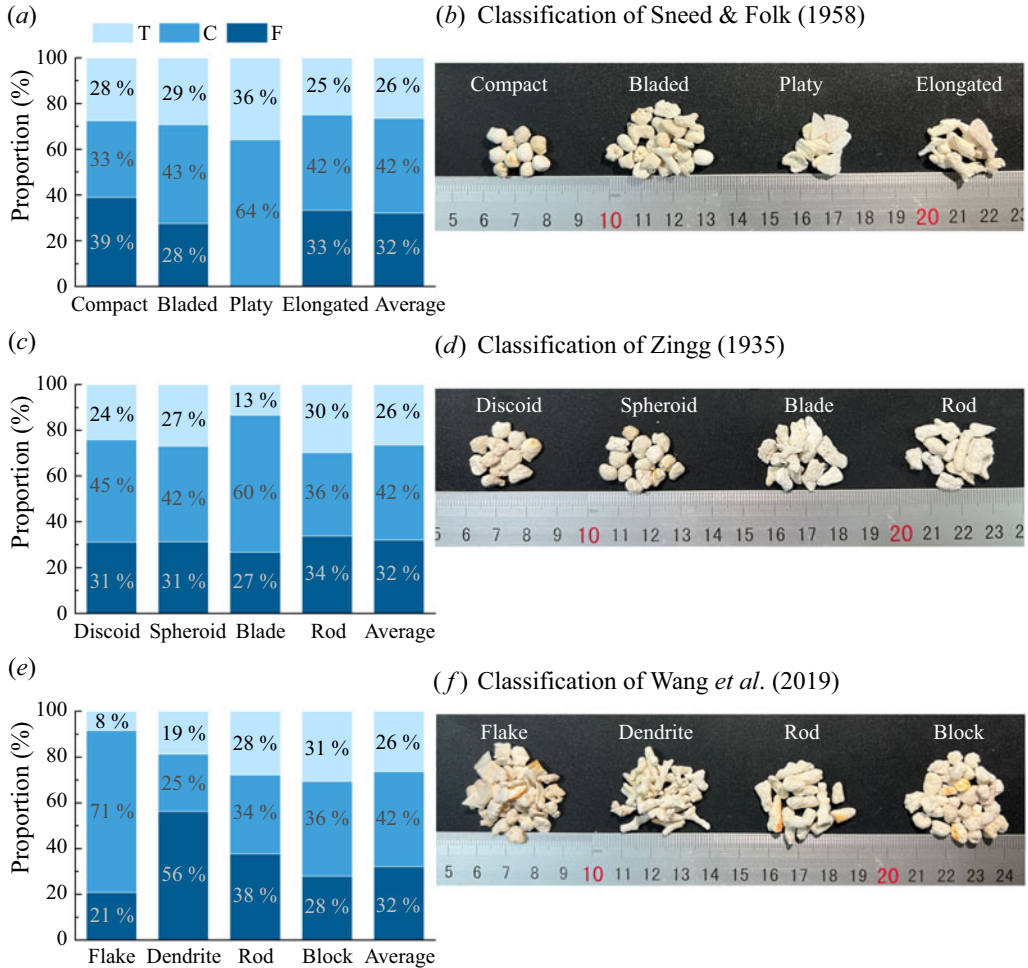 (a)
T C F
Proportion (%)
100
80
60
40
20
0
28 % 29 % 36 % 25 % 26 %
33 % 43 % 64 % 42 % 42 %
39 % 28 % 33 % 32 %
Compact Bladed Platy Elongated Average
(b) Classification of Sneed & Folk (1958)
Compact Bladed Platy Elongated
5 6 7 8 9 10 11 12 13 14 15 16 17 18 19 20 21 22 23
(c)
Proportion (%)
100
80
60
40
20
0
24 % 27 % 13 % 30 % 26 %
45 % 42 % 60 % 36 % 42 %
31 % 31 % 27 % 34 % 32 %
Discoid Spheroid Blade Rod Average
(d) Classification of Zingg (1935)
Discoid Spheroid Blade Rod
5 6 7 8 9 10 11 12 13 14 15 16 17 18 19 20 21 22 23 2
(e)
Proportion (%)
100
80
60
40
20
0
8 % 19 % 28 % 31 % 26 %
71 % 25 % 34 % 36 % 42 %
21 % 56 % 38 % 28 % 32 %
Flake Dendrite Rod Block Average
(f) Classification of Wang et al. (2019)
Flake Dendrite Rod Block
5 6 7 8 9 10 11 12 13 14 15 16 17 18 19 20 21 22 23 24